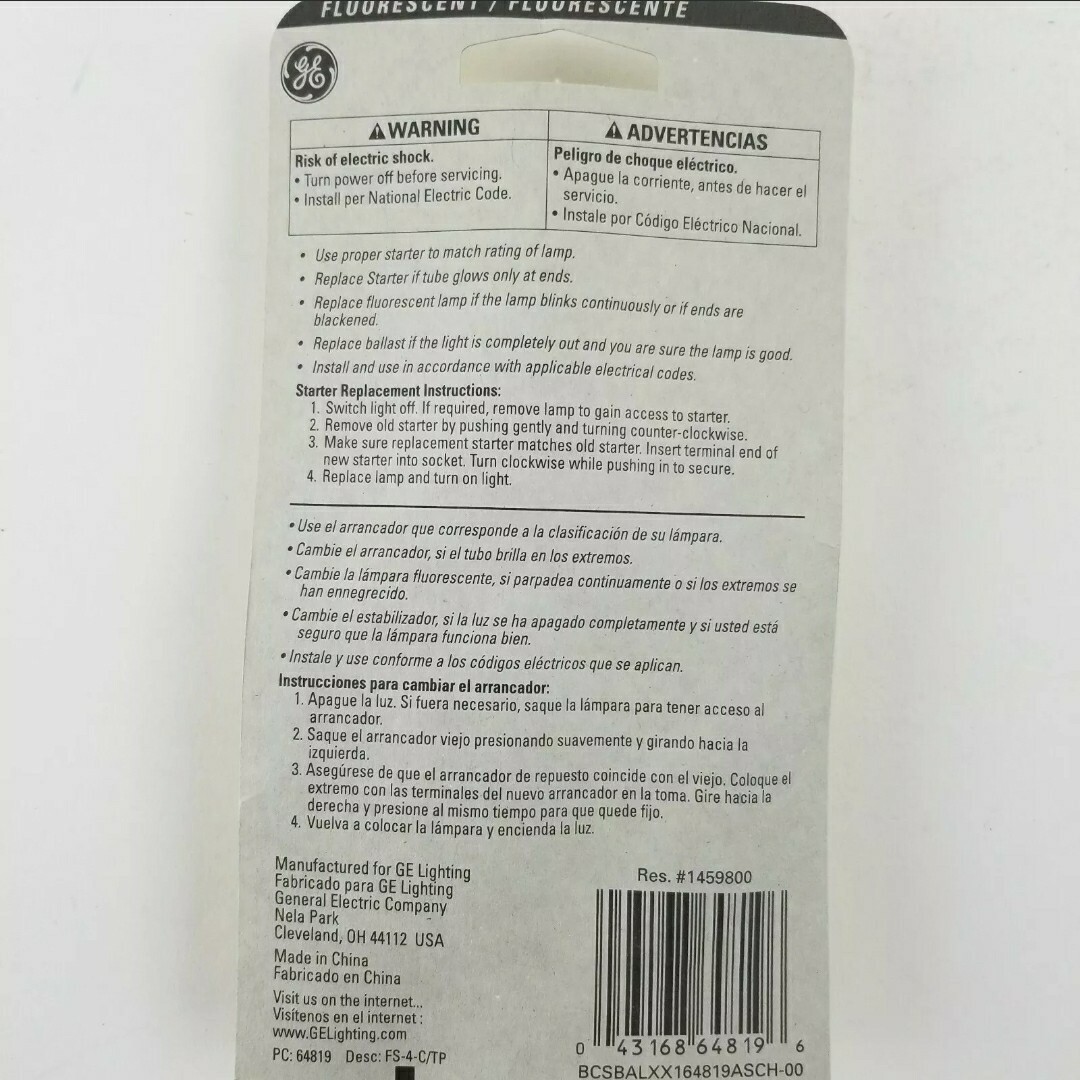 FLUORESCENT / FLUORESCENTE
GE
WARNING
Risk of electric shock.
• Turn power off before servicing.
• Install per National Electric Code.
ADVERTENCIAS
Peligro de choque eléctrico.
• Apague la corriente, antes de hacer el
servicio.
• Instale por Código Eléctrico Nacional.
• Use proper starter to match rating of lamp.
• Replace Starter if tube glows only at ends.
• Replace fluorescent lamp if the lamp blinks continuously or if ends are
blackened.
• Replace ballast if the light is completely out and you are sure the lamp is good.
• Install and use in accordance with applicable electrical codes.
Starter Replacement Instructions:
1. Switch light off. If required, remove lamp to gain access to starter.
2. Remove old starter by pushing gently and turning counter-clockwise.
3. Make sure replacement starter matches old starter. Insert terminal end of
new starter into socket. Turn clockwise while pushing in to secure.
4. Replace lamp and turn on light.
• Use el arrancador que corresponde a la clasificación de su lámpara.
• Cambie el arrancador, si el tubo brilla en los extremos.
• Cambie la lámpara fluorescente, si parpadea continuamente o si los extremos se
han ennegrecido.
• Cambie el estabilizador, si la luz se ha apagado completamente y si usted está
seguro que la lámpara funciona bien.
• Instale y use conforme a los códigos eléctricos que se aplican.
Instrucciones para cambiar el arrancador:
1. Apague la luz. Si fuera necesario, saque la lámpara para tener acceso al
arrancador.
2. Saque el arrancador viejo presionando suavemente y girando hacia la
izquierda.
3. Asegúrese de que el arrancador de repuesto coincide con el viejo. Coloque el
extremo con las terminales del nuevo arrancador en la toma. Gire hacia la
derecha y presione al mismo tiempo para que quede fijo.
4. Vuelva a colocar la lámpara y encienda la luz.
Manufactured for GE Lighting
Fabricado para GE Lighting
General Electric Company
Nela Park
Cleveland, OH 44112 USA
Made in China
Fabricado en China
Visit us on the internet...
Visítenos en el internet :
www.GELighting.com
PC: 64819 Desc: FS-4-C/TP
Res. #1459800
0 43168 64819 6
BCSBALXX164819ASCH-00